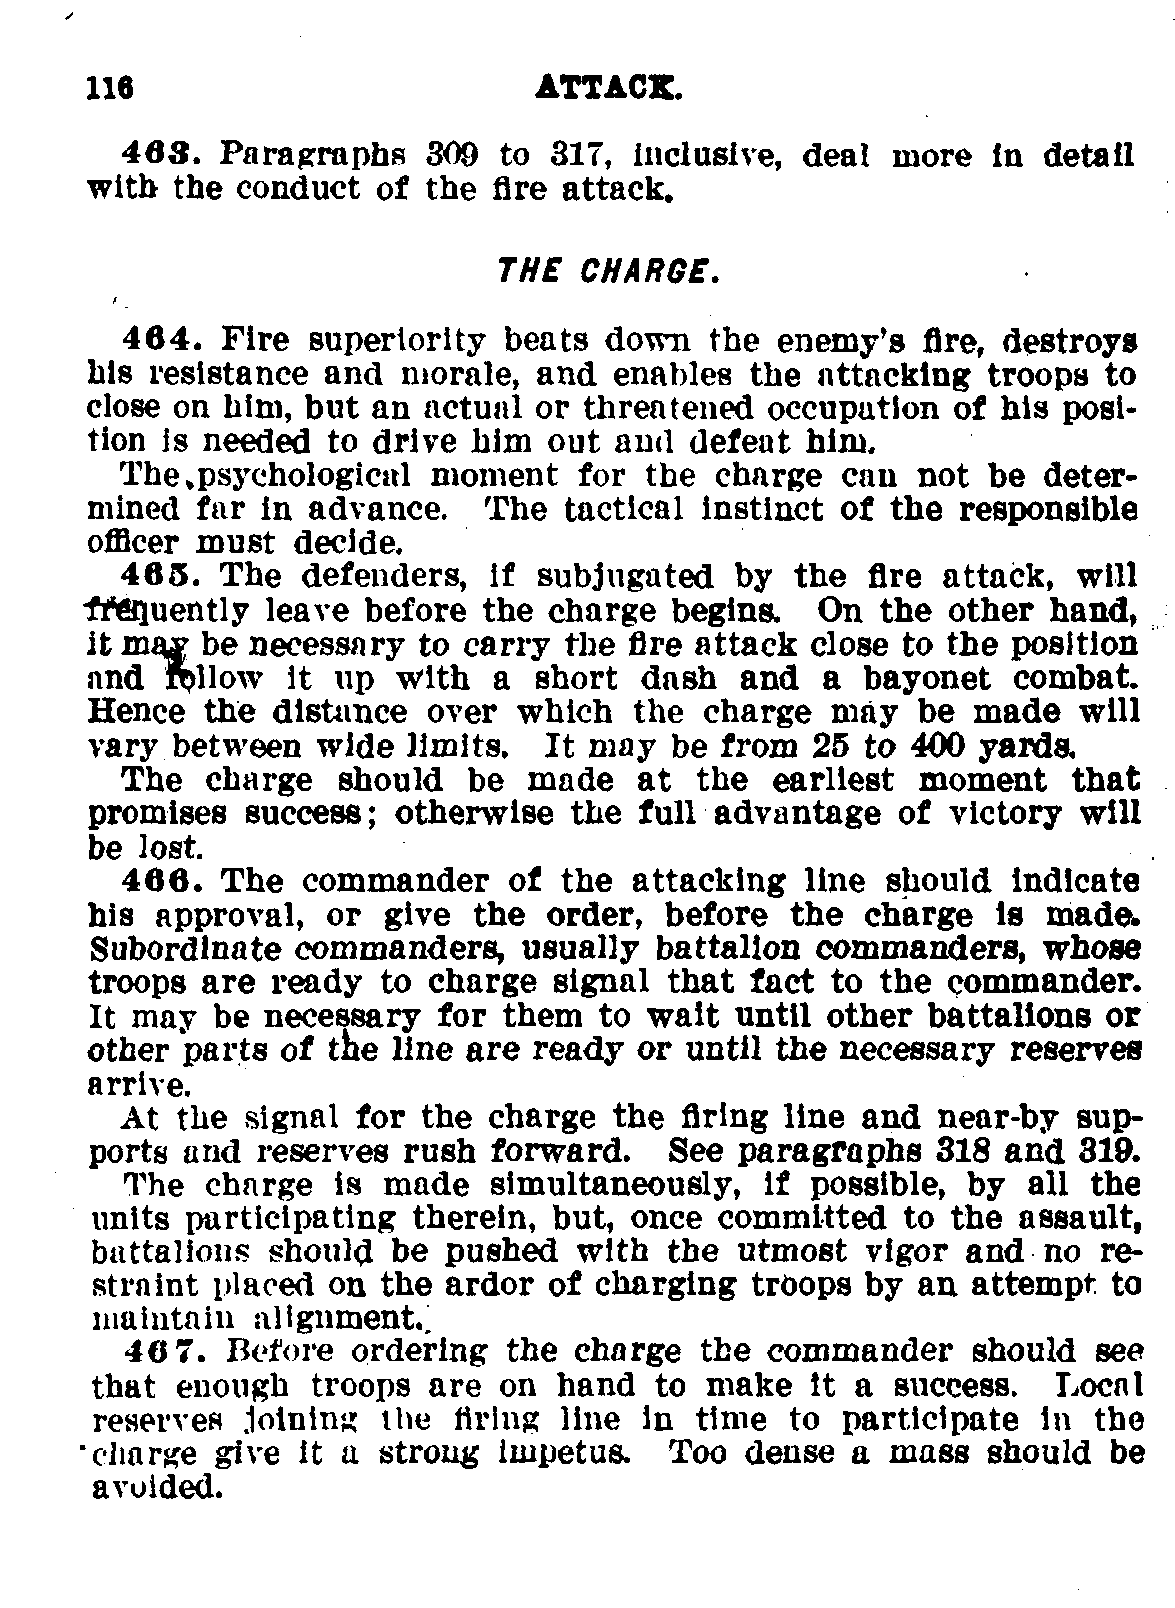 116 ATTACK.
463. Paragraphs 309 to 317, inclusive, deal more in detail
with the conduct of the fire attack.
THE CHARGE.
464. Fire superiority beats down the enemy's fire, destroys
his resistance and morale, and enables the attacking troops to
close on him, but an actual or threatened occupation of his posi-
tion is needed to drive him out and defeat him.
The psychological moment for the charge can not be deter-
mined far in advance. The tactical instinct of the responsible
officer must decide.
465. The defenders, if subjugated by the fire attack, will
frequently leave before the charge begins. On the other hand,
it may be necessary to carry the fire attack close to the position
and follow it up with a short dash and a bayonet combat.
Hence the distance over which the charge may be made will
vary between wide limits. It may be from 25 to 400 yards.
The charge should be made at the earliest moment that
promises success; otherwise the full advantage of victory will
be lost.
466. The commander of the attacking line should indicate
his approval, or give the order, before the charge is made.
Subordinate commanders, usually battalion commanders, whose
troops are ready to charge signal that fact to the commander.
It may be necessary for them to wait until other battalions or
other parts of the line are ready or until the necessary reserves
arrive.
At the signal for the charge the firing line and near-by sup-
ports and reserves rush forward. See paragraphs 318 and 319.
The charge is made simultaneously, if possible, by all the
units participating therein, but, once committed to the assault,
battalions should be pushed with the utmost vigor and no re-
straint placed on the ardor of charging troops by an attempt to
maintain alignment.
467. Before ordering the charge the commander should see
that enough troops are on hand to make it a success. Local
reserves joining the firing line in time to participate in the
charge give it a strong impetus. Too dense a mass should be
avoided.